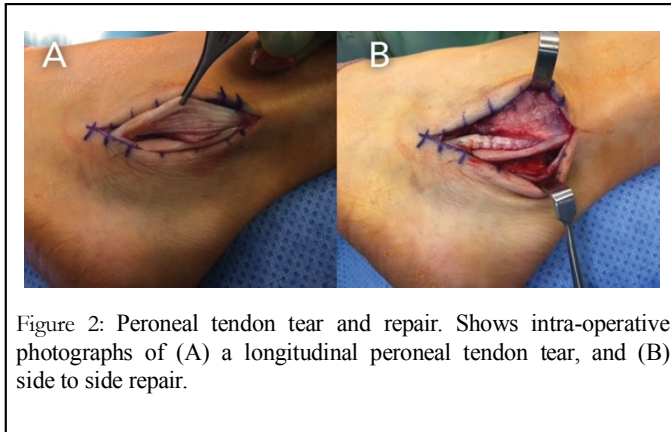 A
B
Figure 2: Peroneal tendon tear and repair. Shows intra-operative
photographs of (A) a longitudinal peroneal tendon tear, and (B)
side to side repair.